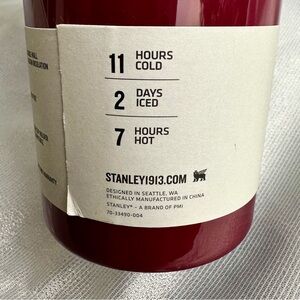 11 HOURS
COLD
2 DAYS
ICED
7 HOURS
HOT
STANLEY1913.COM
DESIGNED IN SEATTLE, WA
ETHICALLY MANUFACTURED IN CHINA
STANLEY® – A BRAND OF PMI
70-33490-004